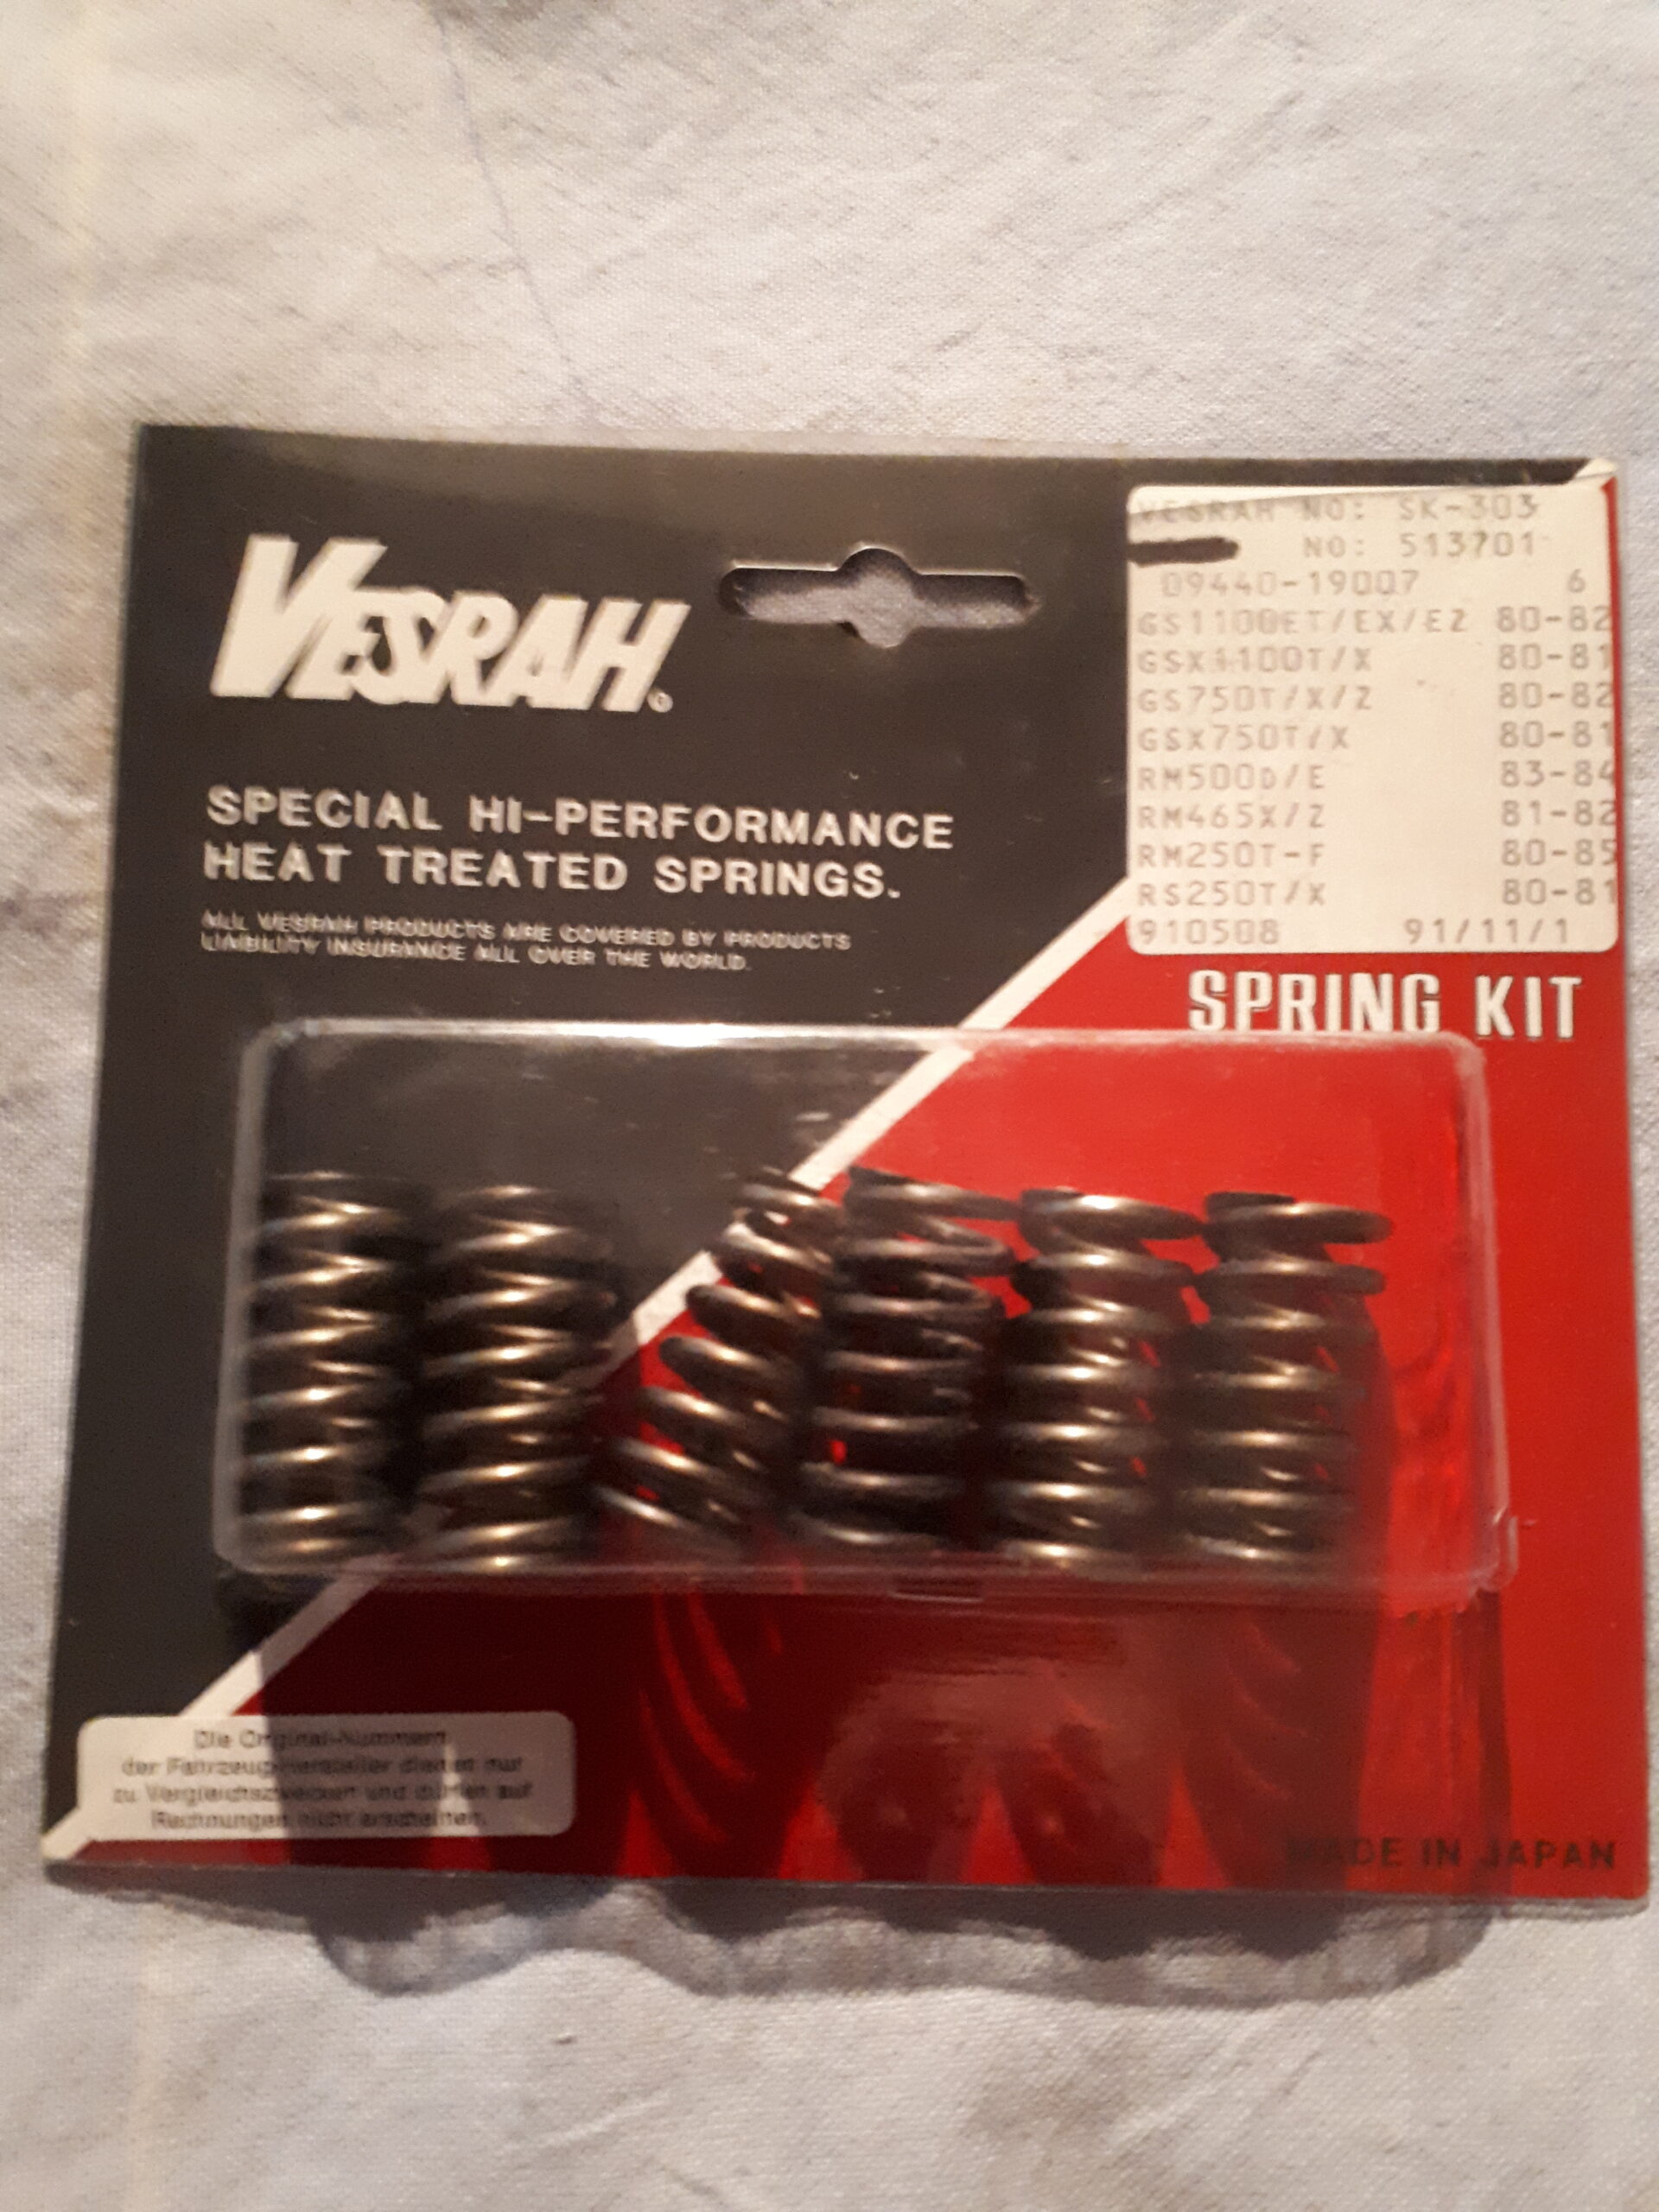 VESRAH®
SPECIAL HI-PERFORMANCE
HEAT TREATED SPRINGS.
ALL VESRAH PRODUCTS ARE COVERED BY PRODUCTS
LIABILITY INSURANCE ALL OVER THE WORLD.
VESRAH NO: SK-303
NO: 513701
09440-19007 6
GS1100ET/EX/EZ 80-82
GSX1100T/X 80-81
GS750T/X/Z 80-82
GSX750T/X 80-81
RM500D/E 83-84
RM465X/Z 81-82
RM250T-F 80-85
RS250T/X 80-81
910508 91/11/1
SPRING KIT
Die Original-Nummern
der Fahrzeug-Hersteller dienen nur
zu Vergleichszwecken und dürfen auf
Rechnungen nicht erscheinen.
MADE IN JAPAN